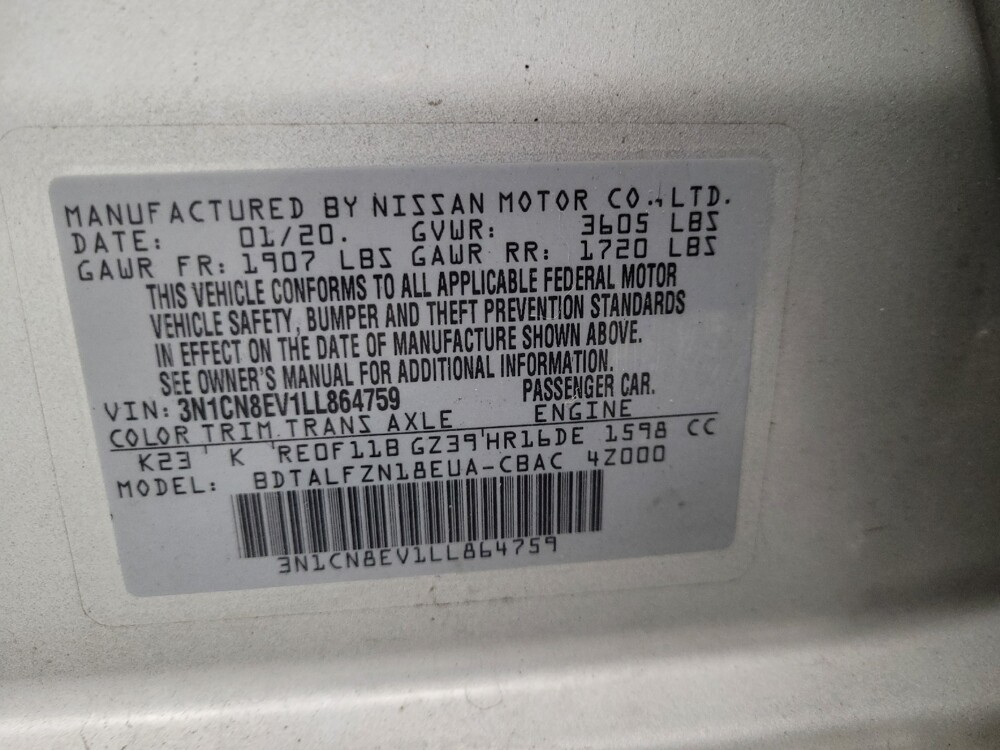 MANUFACTURED BY NISSAN MOTOR CO.,LTD.
DATE: 01/20. GVWR: 3605 LBS
GAWR FR: 1907 LBS GAWR RR: 1720 LBS
THIS VEHICLE CONFORMS TO ALL APPLICABLE FEDERAL MOTOR
VEHICLE SAFETY, BUMPER AND THEFT PREVENTION STANDARDS
IN EFFECT ON THE DATE OF MANUFACTURE SHOWN ABOVE.
SEE OWNER'S MANUAL FOR ADDITIONAL INFORMATION.
VIN: 3N1CN8EV1LL864759 PASSENGER CAR.
COLOR TRIM TRANS AXLE ENGINE
K23 K RE0F11B GZ39 HR16DE 1598 CC
MODEL: BDTALFZN18EUA-CBAC 4Z000
3N1CN8EV1LL864759